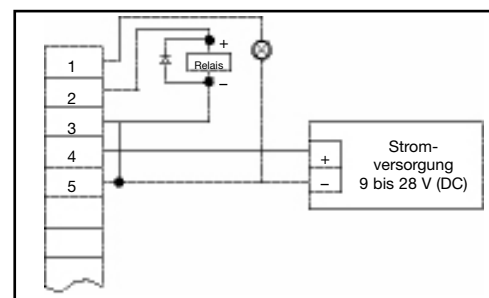 1
2
3
4
5
+
Relais
–
+
–
Strom-
versorgung
9 bis 28 V (DC)